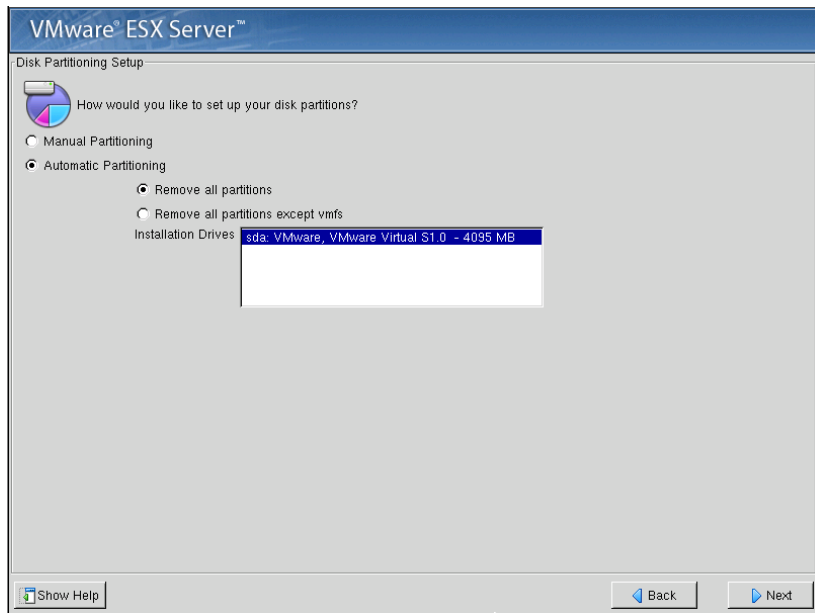 VMware® ESX Server™
Disk Partitioning Setup
How would you like to set up your disk partitions?
Manual Partitioning
Automatic Partitioning
Remove all partitions
Remove all partitions except vmfs
Installation Drives sda: VMware, VMware Virtual S1.0 - 4095 MB
Show Help Back Next